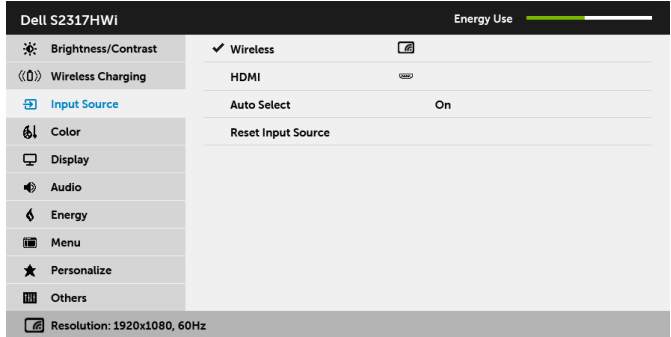 Dell S2317HWi
Energy Use
Brightness/Contrast
Wireless Charging
Input Source
Color
Display
Audio
Energy
Menu
Personalize
Others
Wireless
HDMI
Auto Select On
Reset Input Source
Resolution: 1920x1080, 60Hz